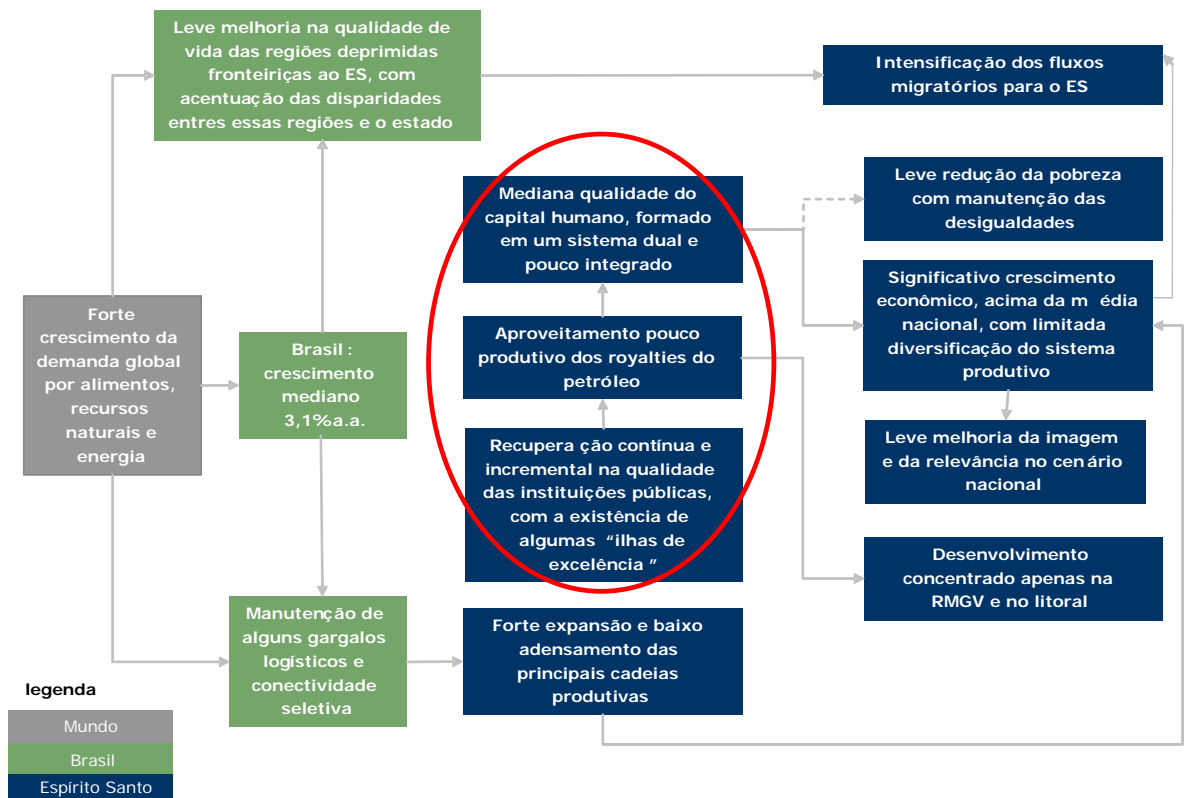 Leve melhoria na qualidade de
vida das regiões deprimidas
fronteiriças ao ES, com
acentuação das disparidades
entres essas regiões e o estado
Intensificação dos fluxos
migratórios para o ES
Mediana qualidade do
capital humano, formado
em um sistema dual e
pouco integrado
Leve redução da pobreza
com manutenção das
desigualdades
Forte
crescimento da
demanda global
por alimentos,
recursos
naturais e
energia
Brasil :
crescimento
mediano
3,1%a.a.
Aproveitamento pouco
produtivo dos royalties do
petróleo
Significativo crescimento
econômico, acima da m édia
nacional, com limitada
diversificação do sistema
produtivo
Recupera ção contínua e
incremental na qualidade
das instituições públicas,
com a existência de
algumas “ilhas de
excelência ”
Leve melhoria da imagem
e da relevância no cenário
nacional
Desenvolvimento
concentrado apenas na
RMGV e no litoral
Manutenção de
alguns gargalos
logísticos e
conectividade
seletiva
Forte expansão e baixo
adensamento das
principais cadeias
produtivas
legenda
Mundo
Brasil
Espírito Santo